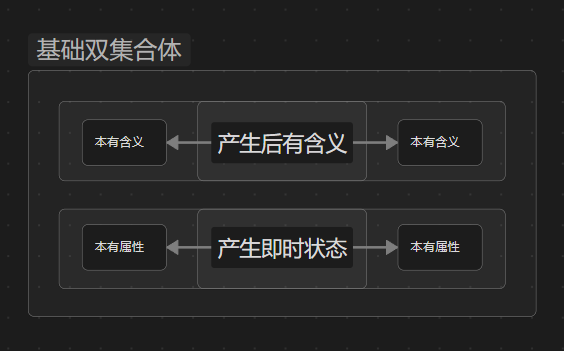 基础双集合体
本有含义
产生后有含义
本有含义
本有属性
产生即时状态
本有属性